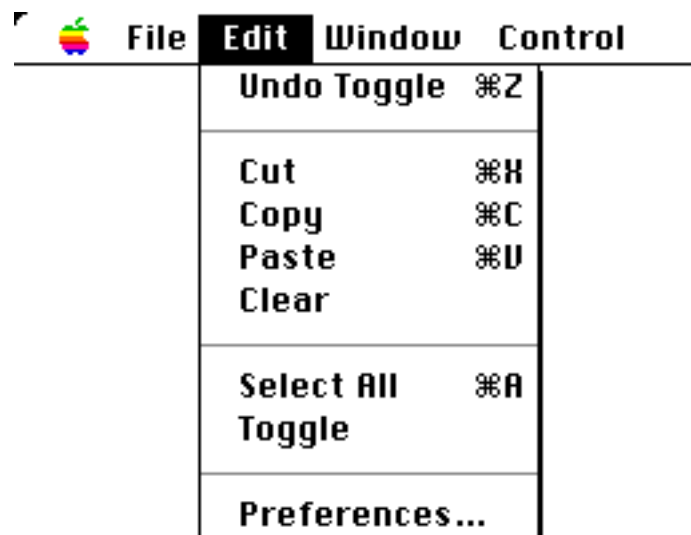 File Edit Window Control
Undo Toggle ⌘Z
Cut ⌘X
Copy ⌘C
Paste ⌘V
Clear
Select All ⌘A
Toggle
Preferences...